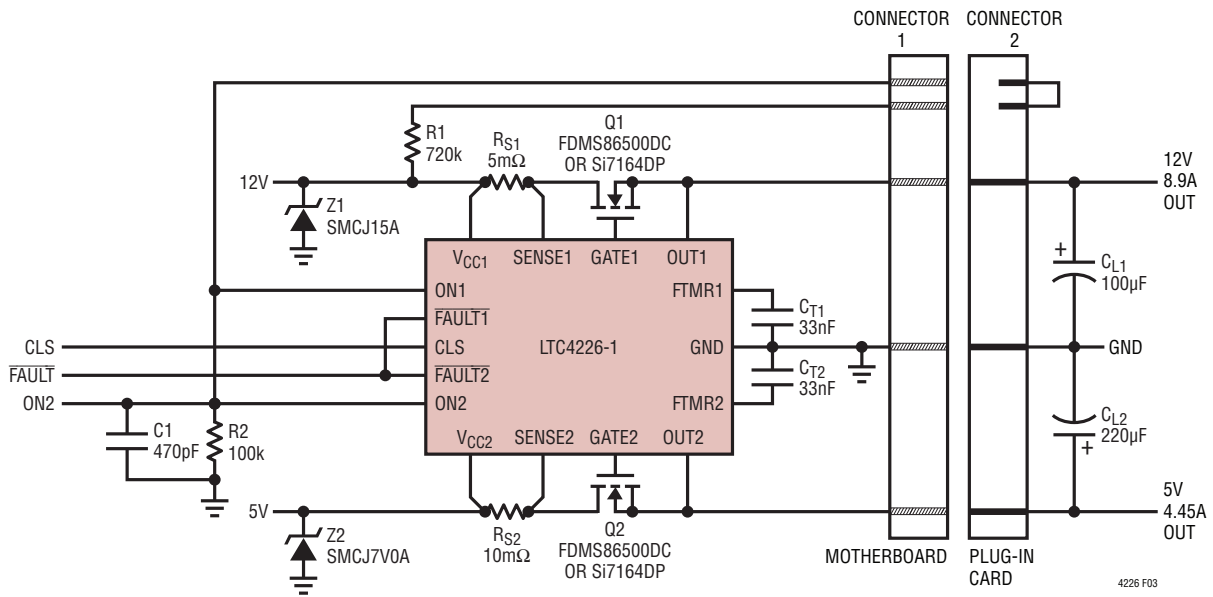 CONNECTOR
1
CONNECTOR
2
R1
720k
RS1
5mΩ
Q1
FDMS86500DC
OR Si7164DP
12V
Z1
SMCJ15A
12V
8.9A
OUT
VCC1
SENSE1
GATE1
OUT1
ON1
FAULT1
CLS
FAULT2
ON2
LTC4226-1
FTMR1
GND
FTMR2
CT1
33nF
CT2
33nF
CL1
100µF
+
GND
CL2
220µF
+
CLS
FAULT
ON2
C1
470pF
R2
100k
VCC2
SENSE2
GATE2
OUT2
5V
Z2
SMCJ7V0A
RS2
10mΩ
Q2
FDMS86500DC
OR Si7164DP
5V
4.45A
OUT
MOTHERBOARD
PLUG-IN
CARD
4226 F03